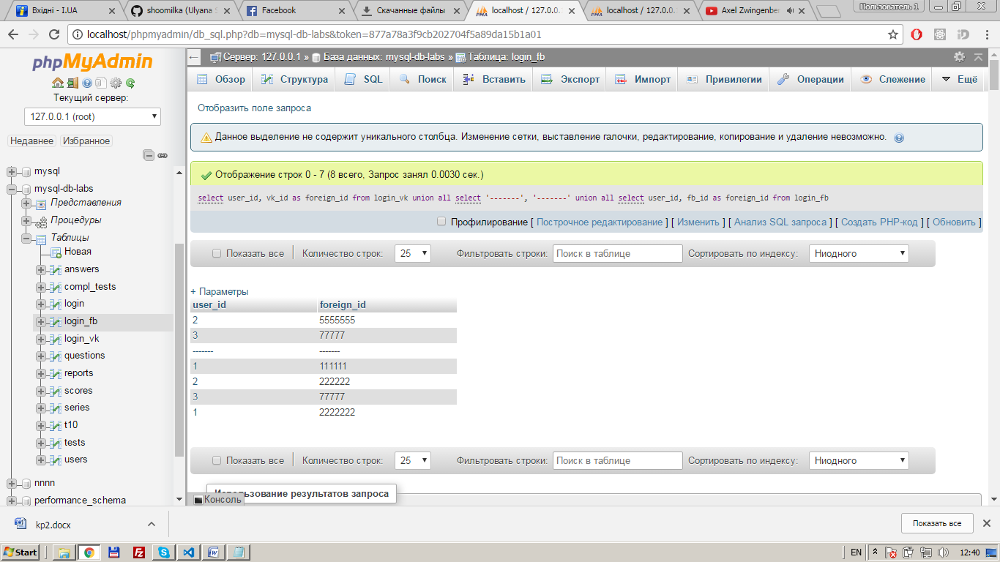 Вхідні - I.UA
shoomilka (Ulyana S
Facebook
Скачанные файлы
localhost / 127.0.0.
localhost / 127.0.0.
Axel Zwingenber
Пользователь 1
localhost/phpmyadmin/db_sql.php?db=mysql-db-labs&token=877a78a3f9cb202704f5a89da15b1a01
phpMyAdmin
Текущий сервер:
127.0.0.1 (root)
Недавнее
Избранное
mysql
mysql-db-labs
Представления
Процедуры
Таблицы
Новая
answers
compl_tests
login
login_fb
login_vk
questions
reports
scores
series
t10
tests
users
nnnn
performance_schema
Сервер: 127.0.0.1 » База данных: mysql-db-labs » Таблица: login_fb
Обзор Структура SQL Поиск Вставить Экспорт Импорт Привилегии Операции Слежение Ещё
Отобразить поле запроса
Данное выделение не содержит уникального столбца. Изменение сетки, выставление галочки, редактирование, копирование и удаление невозможно.
Отображение строк 0 - 7 (8 всего, Запрос занял 0.0030 сек.)
select user_id, vk_id as foreign_id from login_vk union all select '-------', '-------' union all select user_id, fb_id as foreign_id from login_fb
Профилирование [ Построчное редактирование ] [ Изменить ] [ Анализ SQL запроса ] [ Создать PHP-код ] [ Обновить ]
Показать все Количество строк: 25 Фильтровать строки: Поиск в таблице Сортировать по индексу: Ниодного
+ Параметры
user_id foreign_id
2 5555555
3 77777
------- -------
1 111111
2 222222
3 77777
1 2222222
Показать все Количество строк: 25 Фильтровать строки: Поиск в таблице Сортировать по индексу: Ниодного
Использование результатов запроса
Консоль
kp2.docx
Показать все
Start
EN
12:40